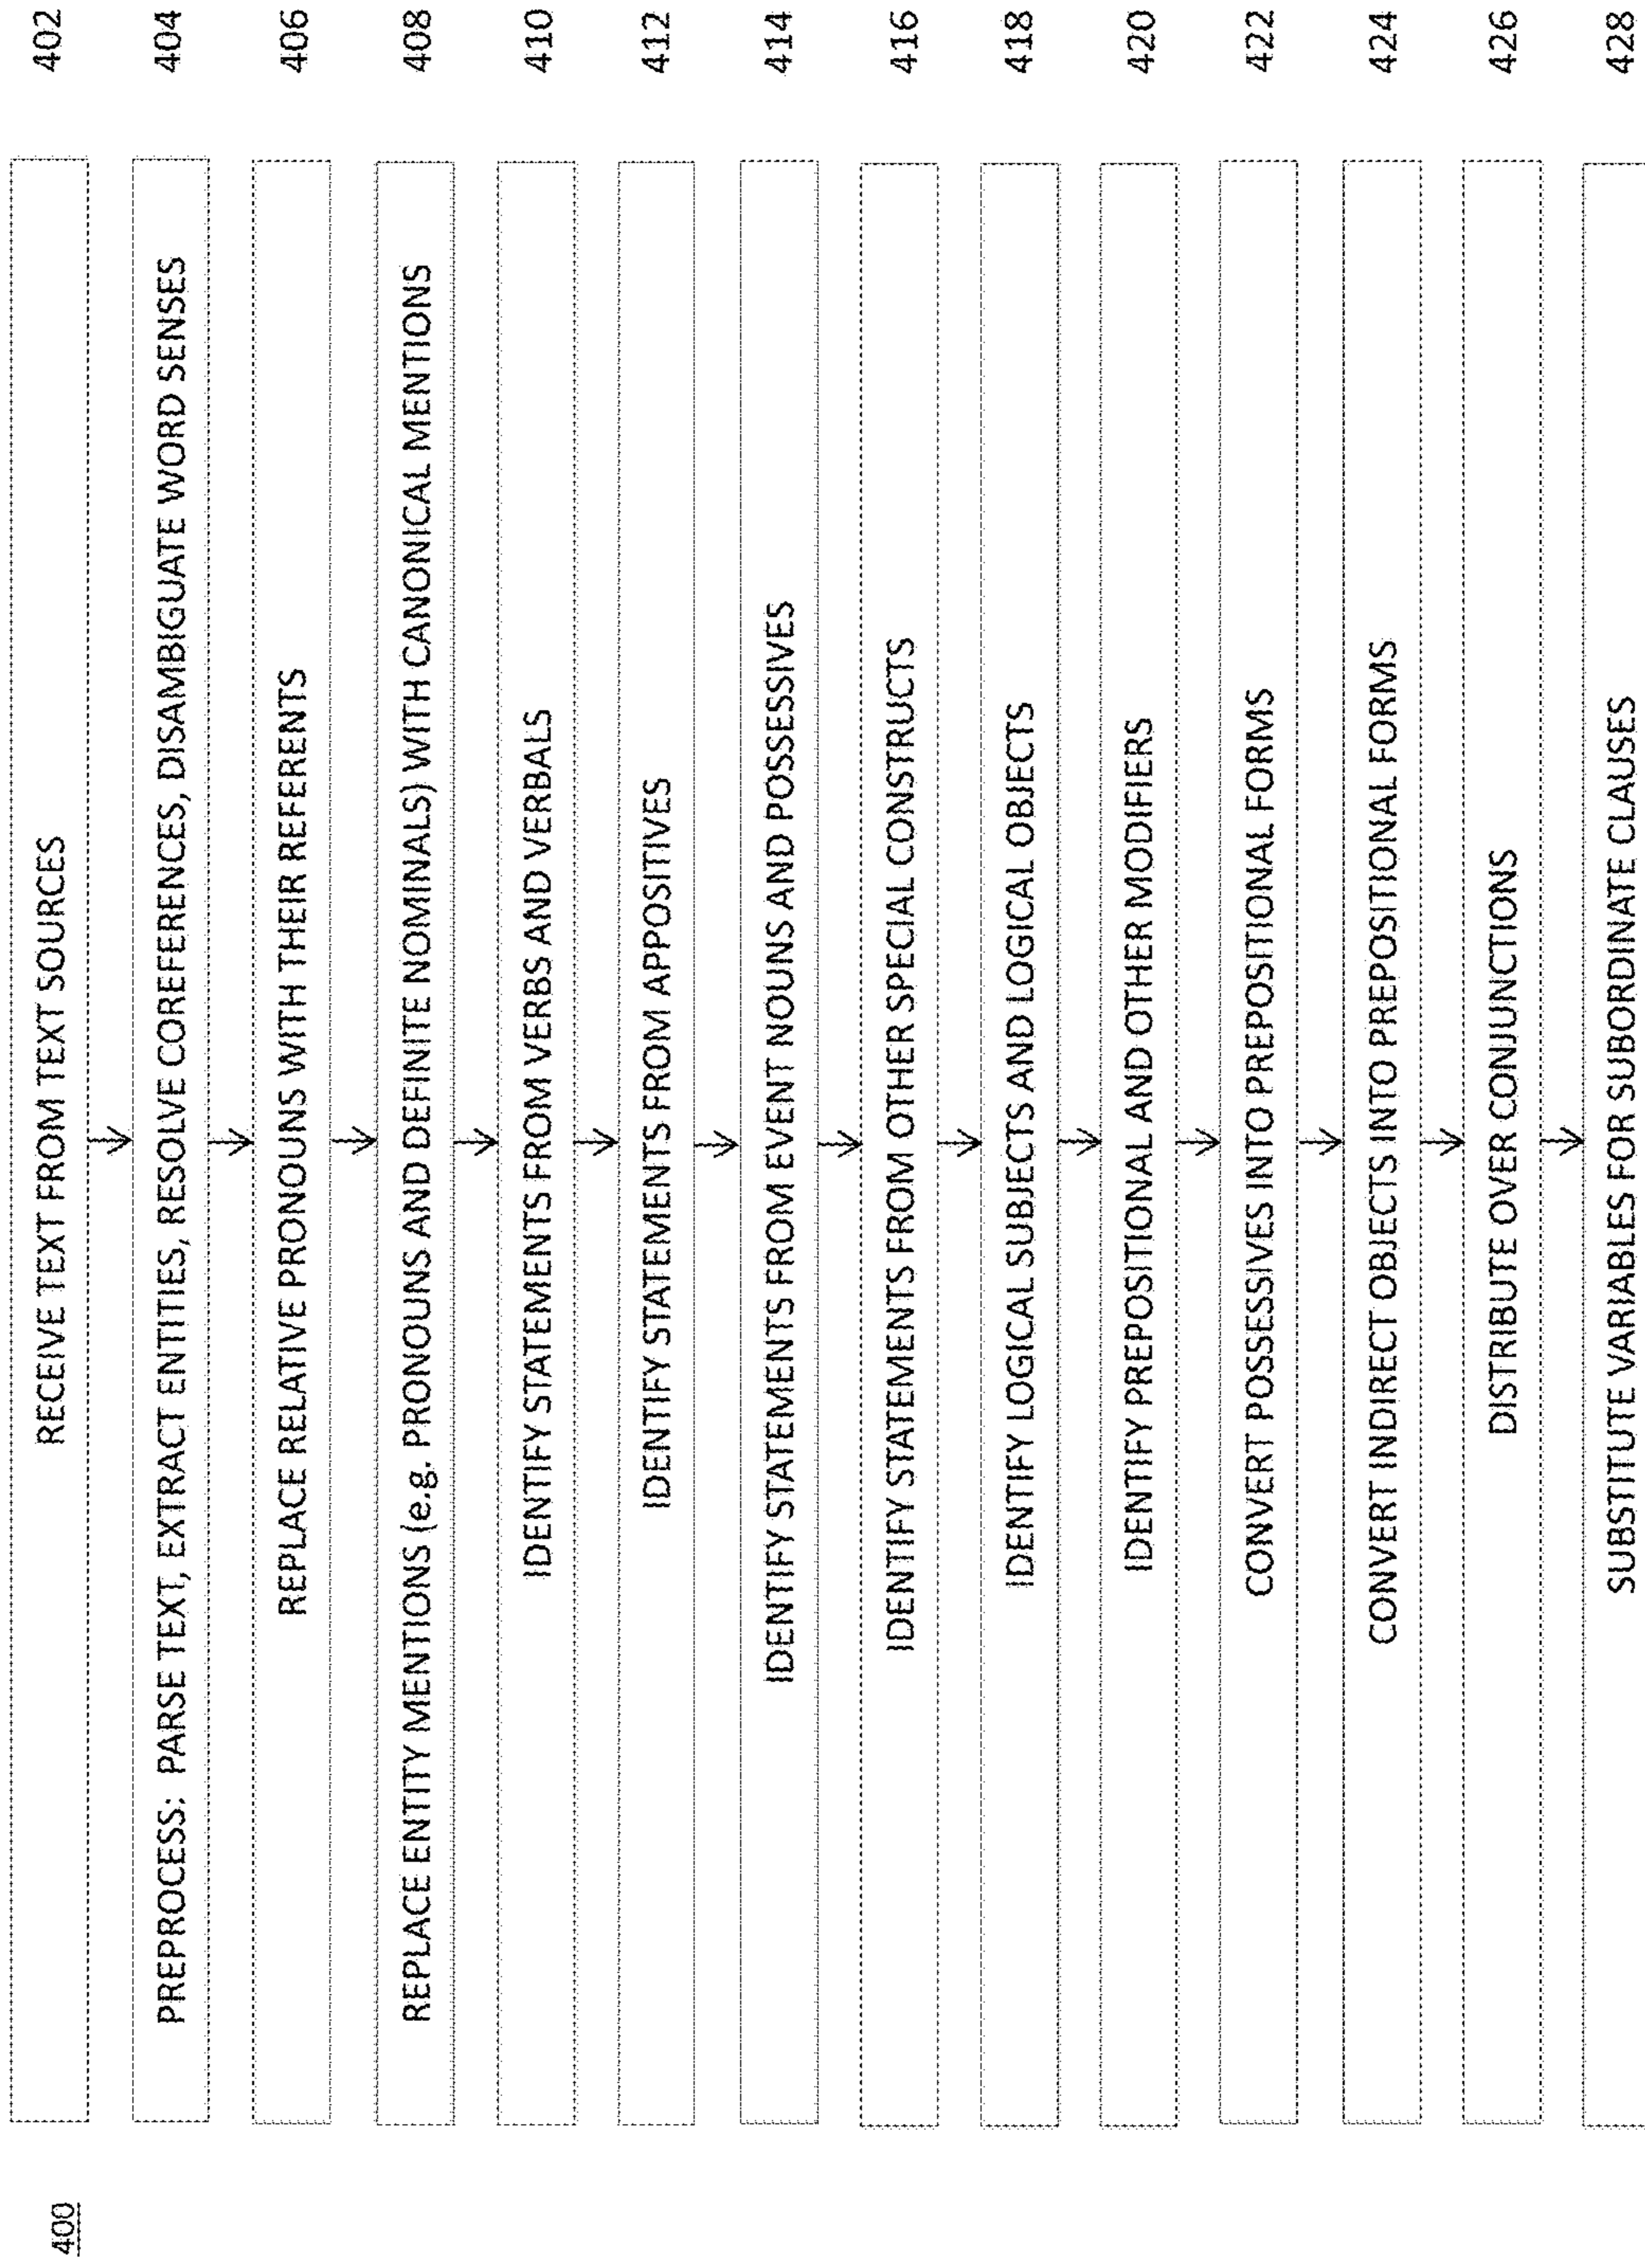 400
RECEIVE TEXT FROM TEXT SOURCES 402
PREPROCESS: PARSE TEXT, EXTRACT ENTITIES, RESOLVE COREFERENCES, DISAMBIGUATE WORD SENSES 404
REPLACE RELATIVE PRONOUNS WITH THEIR REFERENTS 406
REPLACE ENTITY MENTIONS (e.g. PRONOUNS AND DEFINITE NOMINALS) WITH CANONICAL MENTIONS 408
IDENTIFY STATEMENTS FROM VERBS AND VERBALS 410
IDENTIFY STATEMENTS FROM APPOSITIVES 412
IDENTIFY STATEMENTS FROM EVENT NOUNS AND POSSESSIVES 414
IDENTIFY STATEMENTS FROM OTHER SPECIAL CONSTRUCTS 416
IDENTIFY LOGICAL SUBJECTS AND LOGICAL OBJECTS 418
IDENTIFY PREPOSITIONAL AND OTHER MODIFIERS 420
CONVERT POSSESSIVES INTO PREPOSITIONAL FORMS 422
CONVERT INDIRECT OBJECTS INTO PREPOSITIONAL FORMS 424
DISTRIBUTE OVER CONJUNCTIONS 426
SUBSTITUTE VARIABLES FOR SUBORDINATE CLAUSES 428